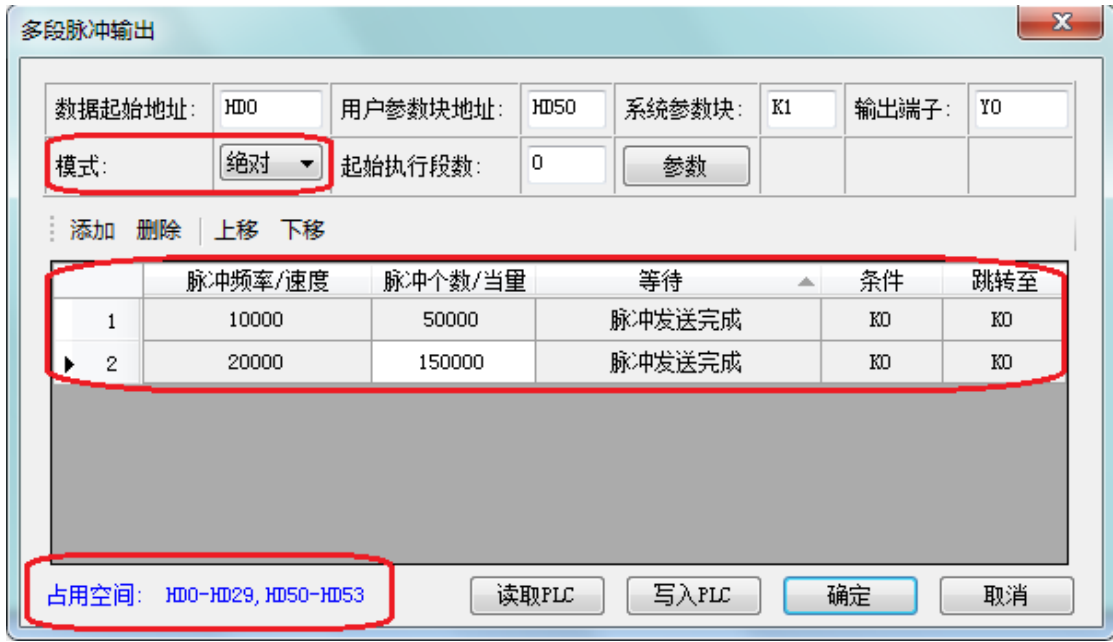 多段脉冲输出
数据起始地址: HD0 用户参数块地址: HD50 系统参数块: K1 输出端子: Y0
模式: 绝对 起始执行段数: 0 参数
添加 删除 上移 下移
脉冲频率/速度 脉冲个数/当量 等待 条件 跳转至
1 10000 50000 脉冲发送完成 K0 K0
2 20000 150000 脉冲发送完成 K0 K0
占用空间: HD0-HD29,HD50-HD53 读取PLC 写入PLC 确定 取消